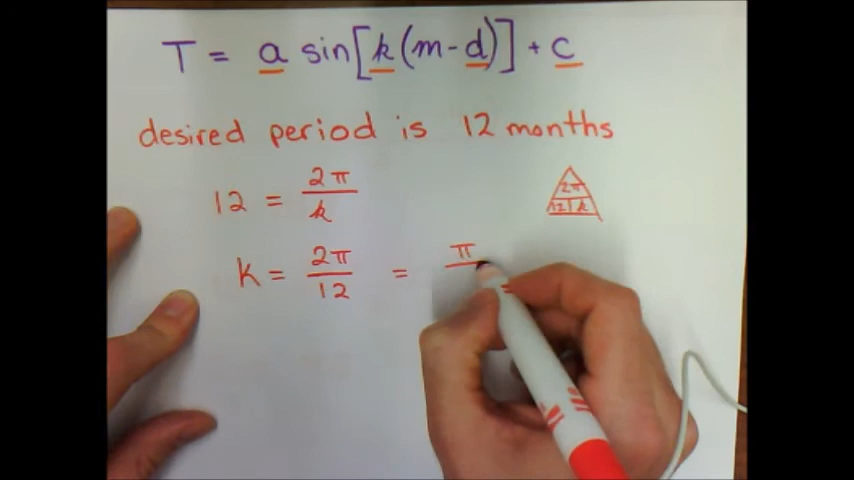 T = a sin[k(m-d)] + c
desired period is 12 months
12 = 2π/k
2π
12 k
k = 2π/12 = π